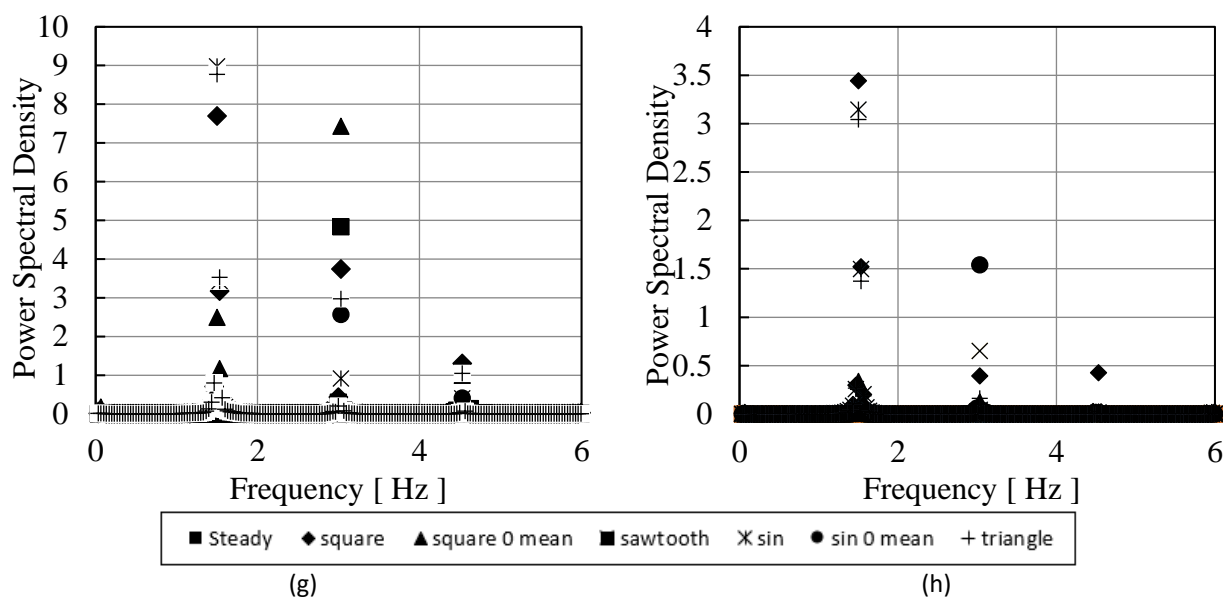 10
9
8
7
6
5
4
3
2
1
0
Power Spectral Density
0 2 4 6
Frequency [ Hz ]
4
3.5
3
2.5
2
1.5
1
0.5
0
Power Spectral Density
0 2 4 6
Frequency [ Hz ]
Steady square square 0 mean sawtooth sin sin 0 mean triangle
(g) (h)